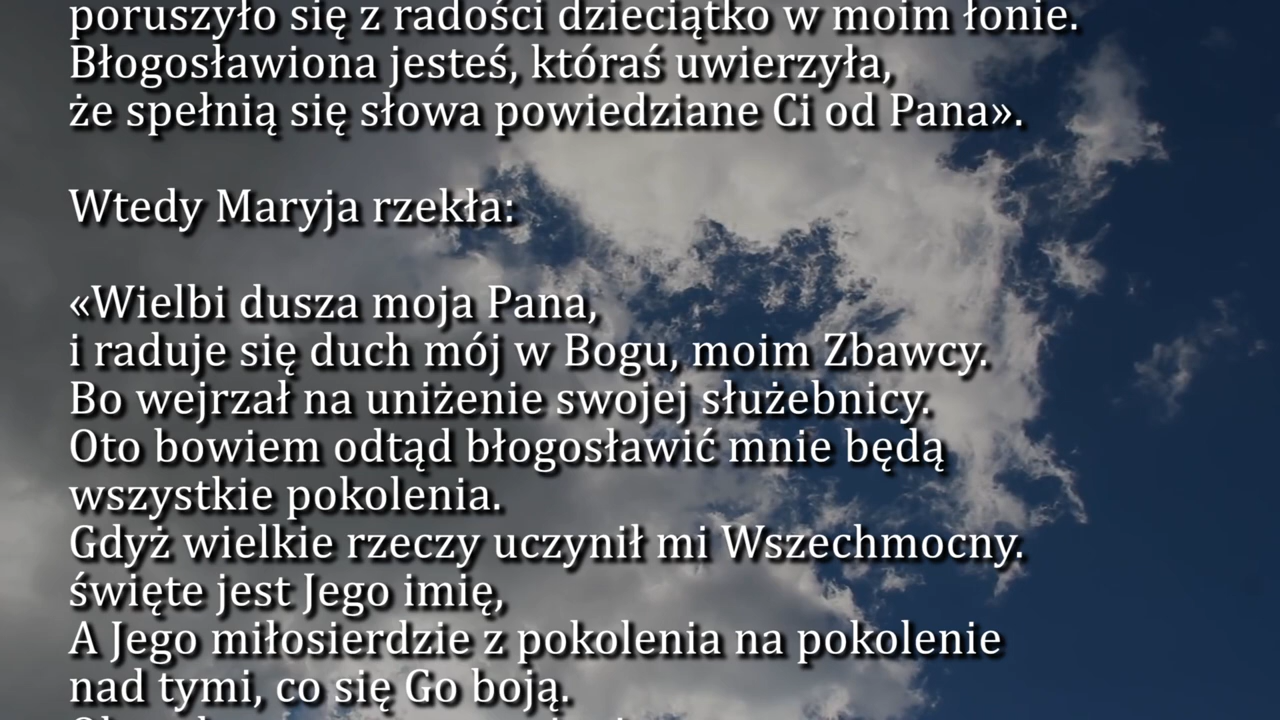 poruszyło się z radości dzieciątko w moim łonie.
Błogosławiona jesteś, któraś uwierzyła,
że spełnią się słowa powiedziane Ci od Pana».
Wtedy Maryja rzekła:
«Wielbi dusza moja Pana,
i raduje się duch mój w Bogu, moim Zbawcy.
Bo wejrzał na uniżenie swojej służebnicy.
Oto bowiem odtąd błogosławić mnie będą
wszystkie pokolenia.
Gdyż wielkie rzeczy uczynił mi Wszechmocny.
święte jest Jego imię,
A Jego miłosierdzie z pokolenia na pokolenie
nad tymi, co się Go boją.